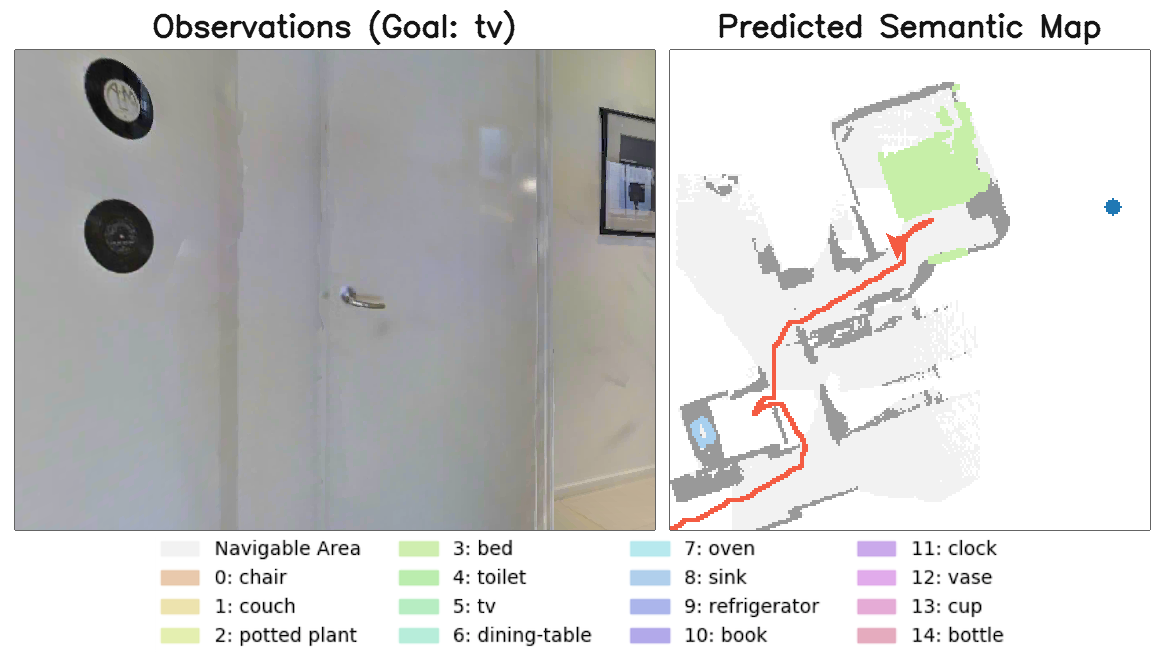 Observations (Goal: tv)
Predicted Semantic Map
Navigable Area
0: chair
1: couch
2: potted plant
3: bed
4: toilet
5: tv
6: dining-table
7: oven
8: sink
9: refrigerator
10: book
11: clock
12: vase
13: cup
14: bottle